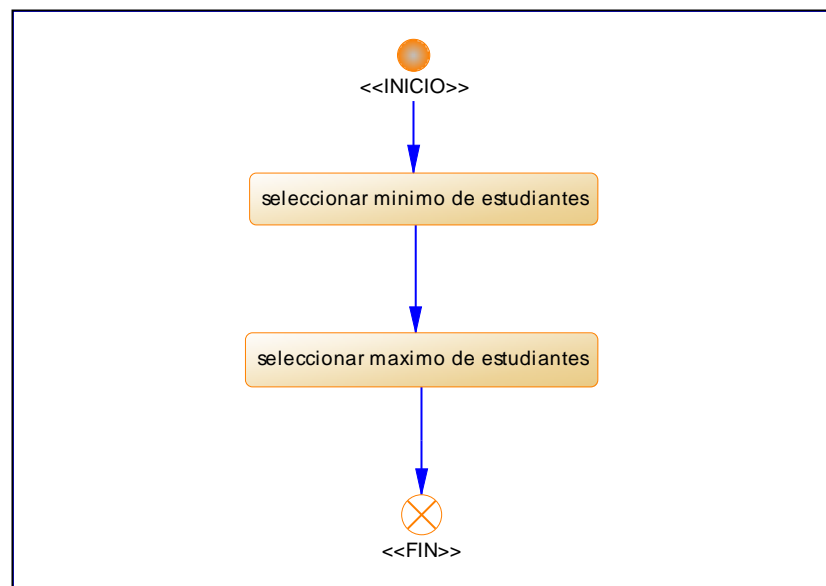 <<INICIO>>
seleccionar minimo de estudiantes
seleccionar maximo de estudiantes
<<FIN>>